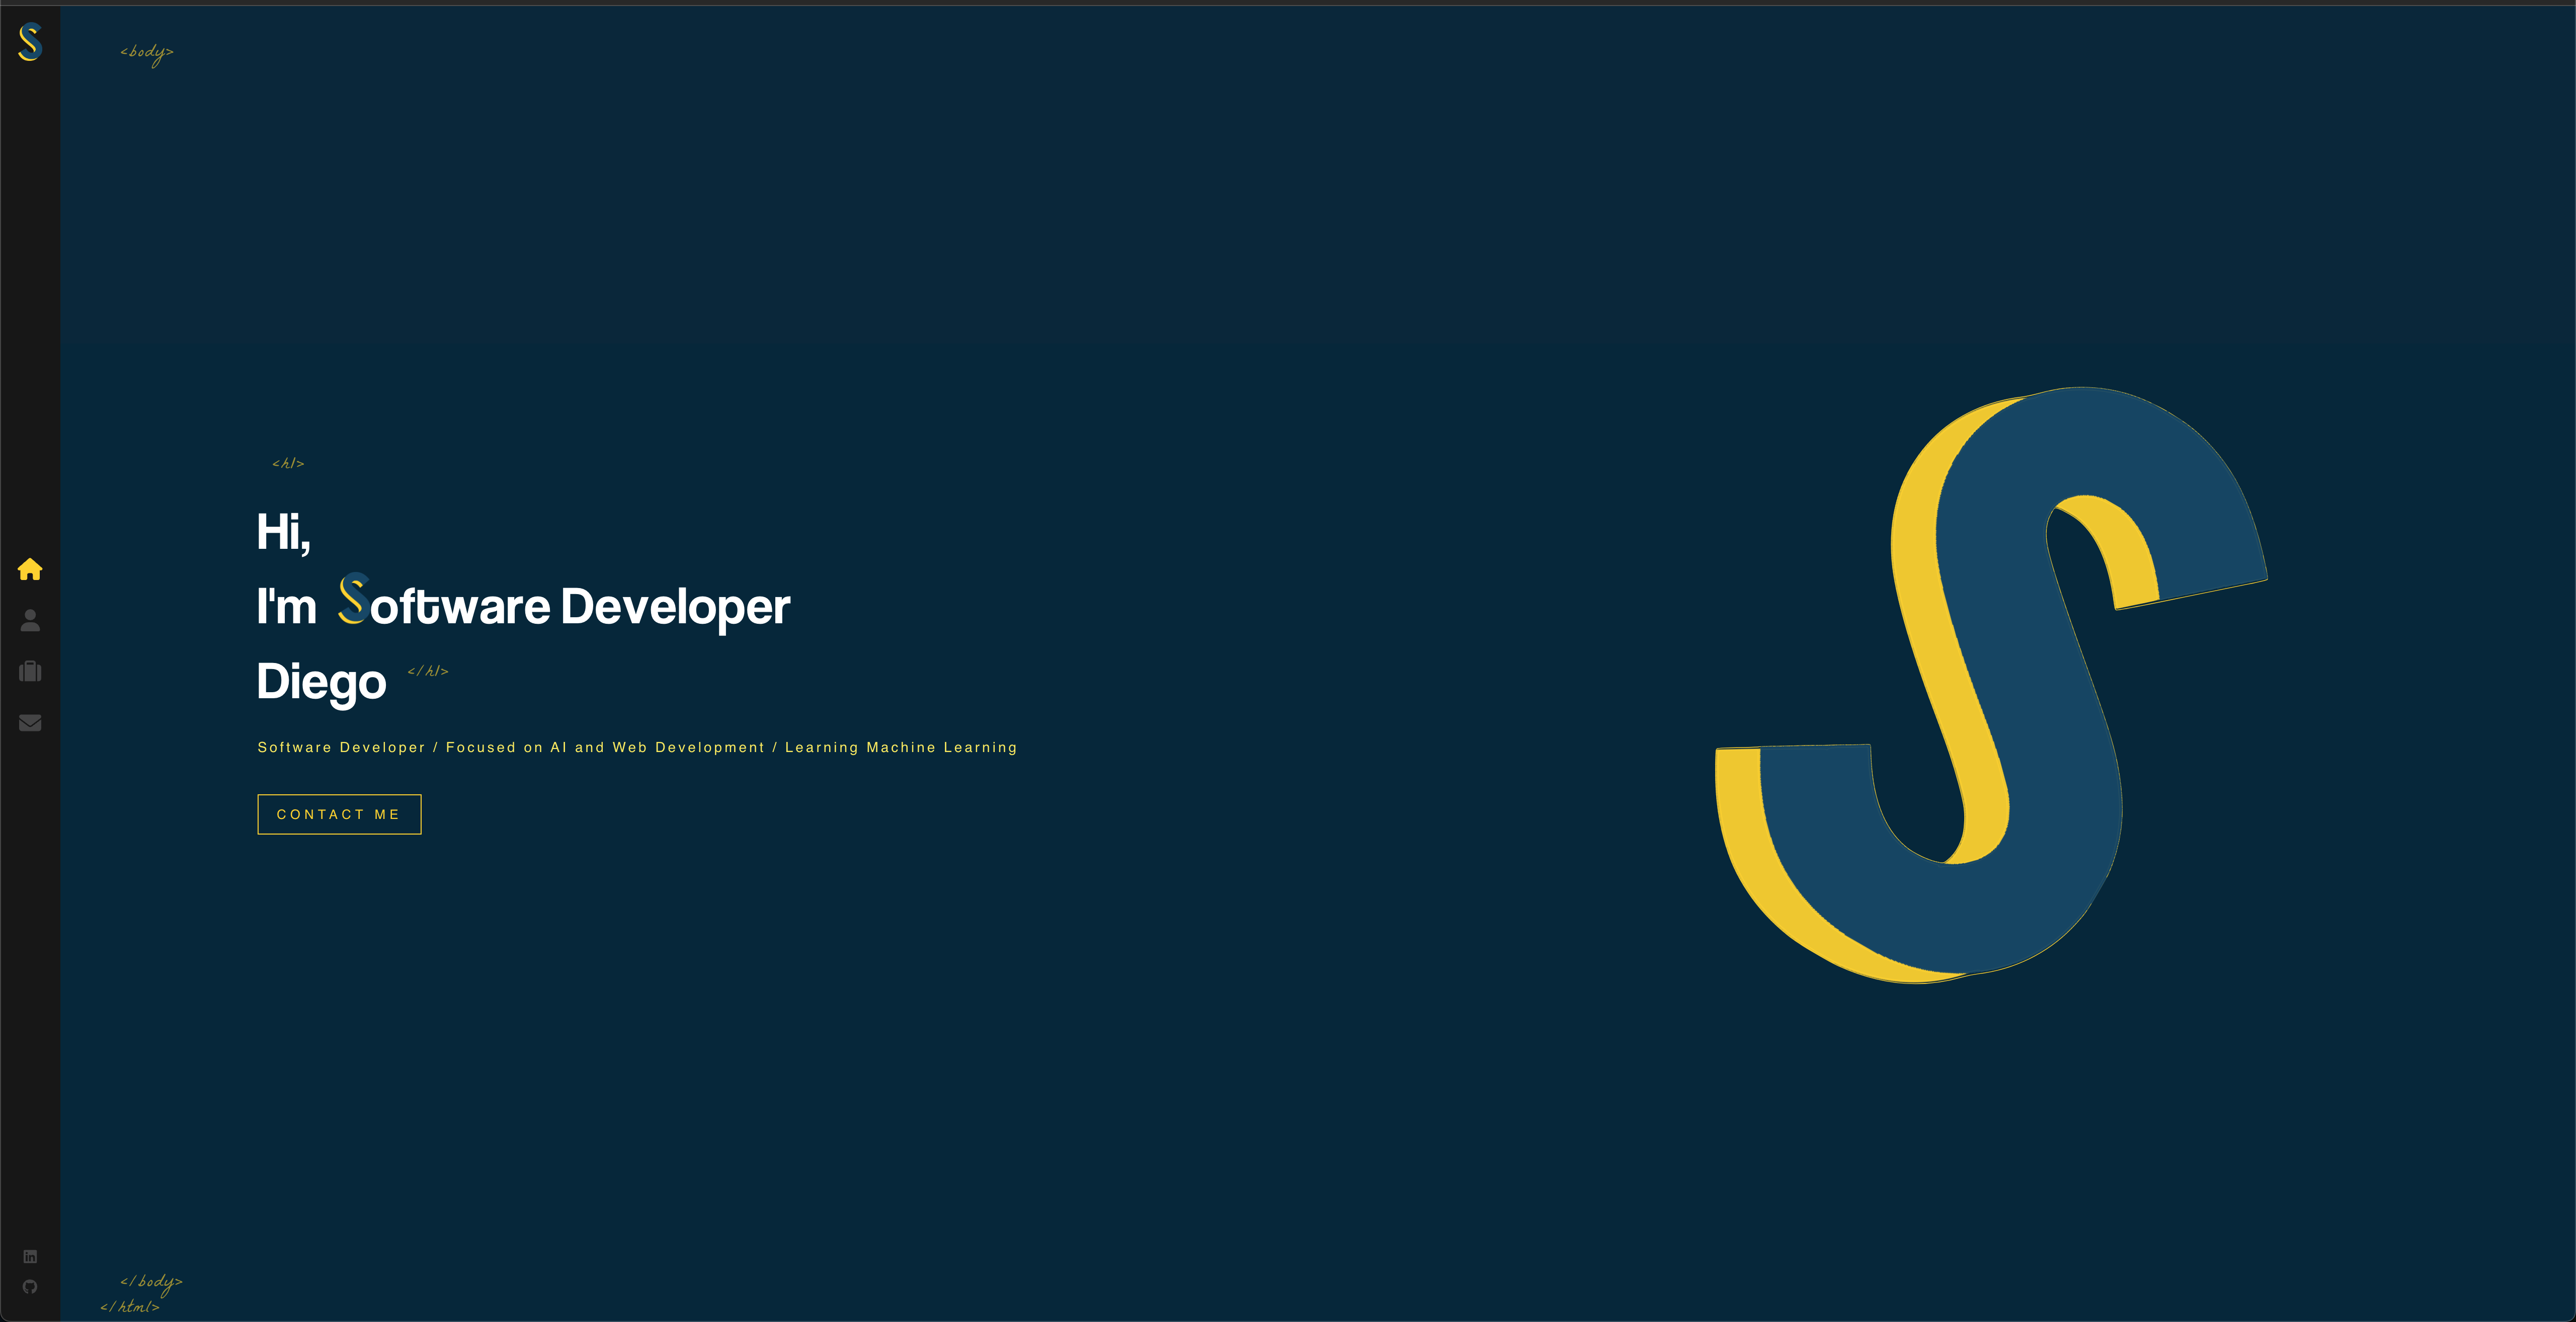 <body>
<h1>
Hi,
I'm Software Developer
Diego </h1>
Software Developer / Focused on AI and Web Development / Learning Machine Learning
CONTACT ME
</body>
</html>